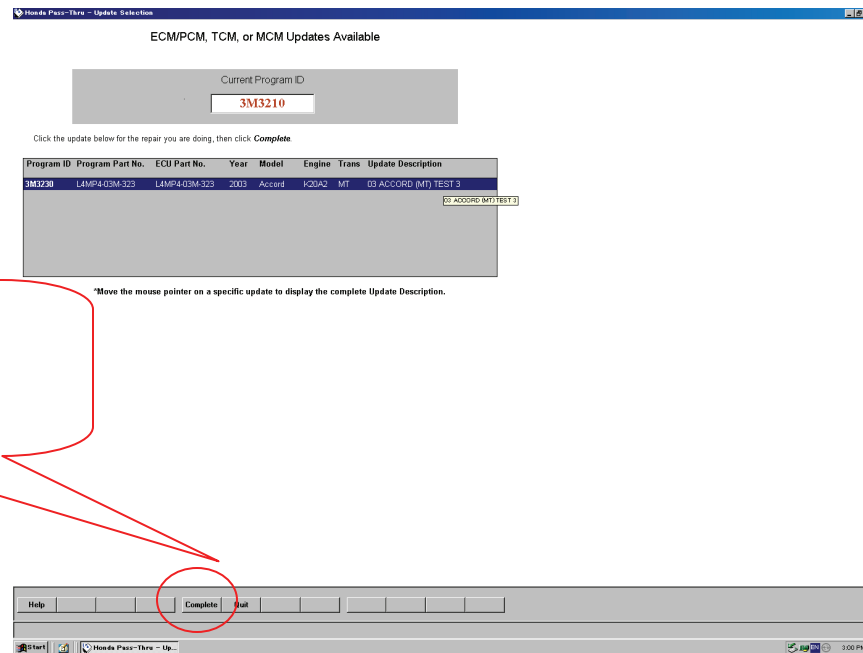 Honda Pass-Thru - Update Selection
ECM/PCM, TCM, or MCM Updates Available
Current Program ID
3M3210
Click the update below for the repair you are doing, then click Complete.
Program ID Program Part No. ECU Part No. Year Model Engine Trans Update Description
3M3230 L4MP4-03M-323 L4MP4-03M-323 2003 Accord K20A2 MT 03 ACCORD (MT) TEST 3
03 ACCORD (MT) TEST 3
*Move the mouse pointer on a specific update to display the complete Update Description.
Help Complete Quit
Start Honda Pass-Thru - Up... EN 3:00 PM